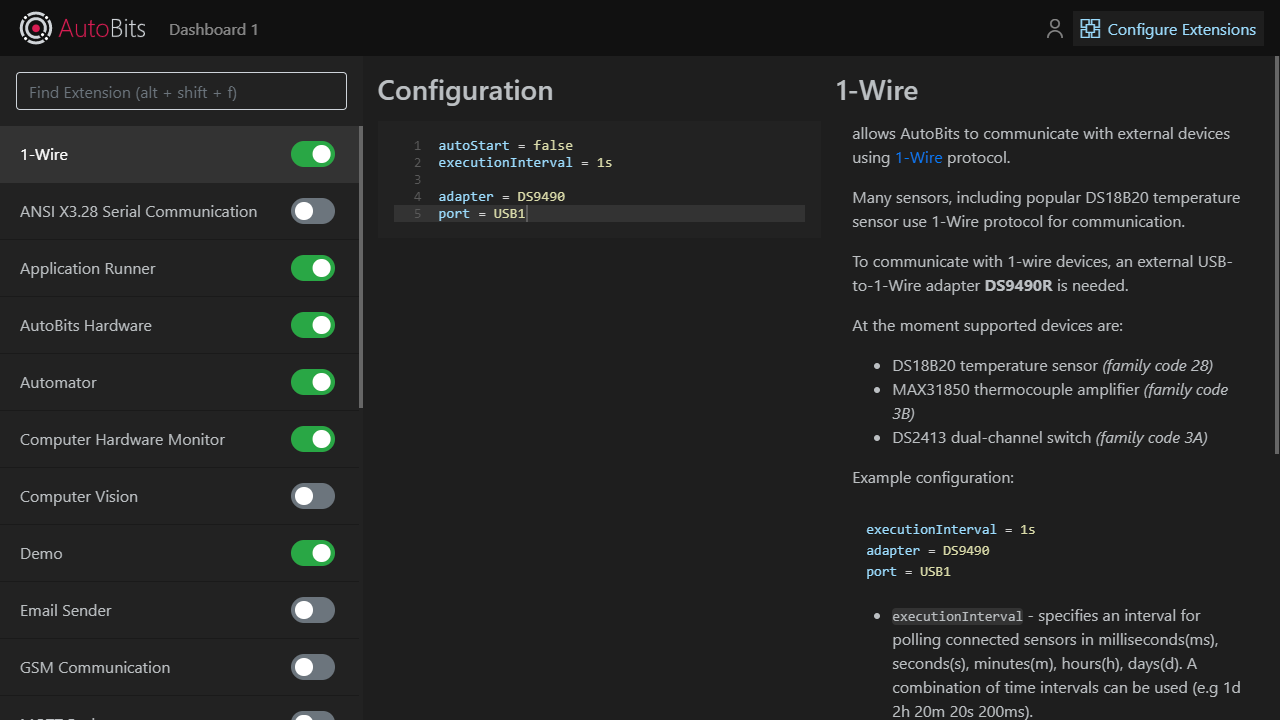 AutoBits
Dashboard 1
Configure Extensions
Find Extension (alt + shift + f)
1-Wire
ANSI X3.28 Serial Communication
Application Runner
AutoBits Hardware
Automator
Computer Hardware Monitor
Computer Vision
Demo
Email Sender
GSM Communication
Configuration
1 autoStart = false
2 executionInterval = 1s
3
4 adapter = DS9490
5 port = USB1
1-Wire
allows AutoBits to communicate with external devices
using 1-Wire protocol.
Many sensors, including popular DS18B20 temperature
sensor use 1-Wire protocol for communication.
To communicate with 1-wire devices, an external USB-
to-1-Wire adapter DS9490R is needed.
At the moment supported devices are:
• DS18B20 temperature sensor (family code 28)
• MAX31850 thermocouple amplifier (family code
3B)
• DS2413 dual-channel switch (family code 3A)
Example configuration:
executionInterval = 1s
adapter = DS9490
port = USB1
• executionInterval - specifies an interval for
polling connected sensors in milliseconds(ms),
seconds(s), minutes(m), hours(h), days(d). A
combination of time intervals can be used (e.g 1d
2h 20m 20s 200ms).